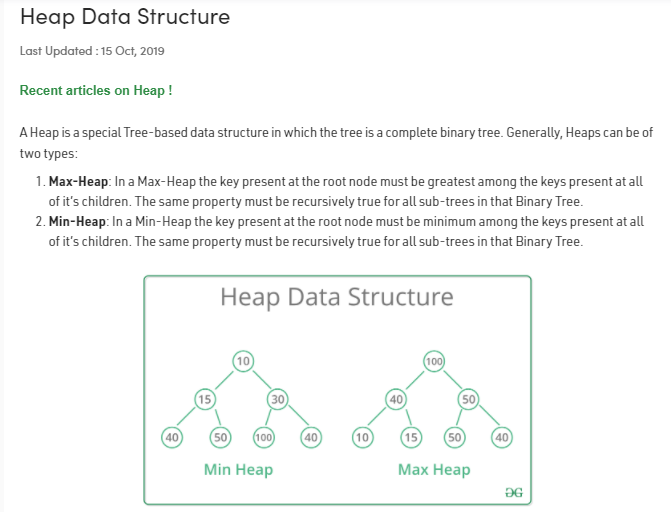 Heap Data Structure
Last Updated : 15 Oct, 2019
Recent articles on Heap !
A Heap is a special Tree-based data structure in which the tree is a complete binary tree. Generally, Heaps can be of
two types:
1. Max-Heap: In a Max-Heap the key present at the root node must be greatest among the keys present at all
of it's children. The same property must be recursively true for all sub-trees in that Binary Tree.
2. Min-Heap: In a Min-Heap the key present at the root node must be minimum among the keys present at all
of it's children. The same property must be recursively true for all sub-trees in that Binary Tree.
Heap Data Structure
10 100
15 30 40 50
40 50 100 40 10 15 50 40
Min Heap Max Heap